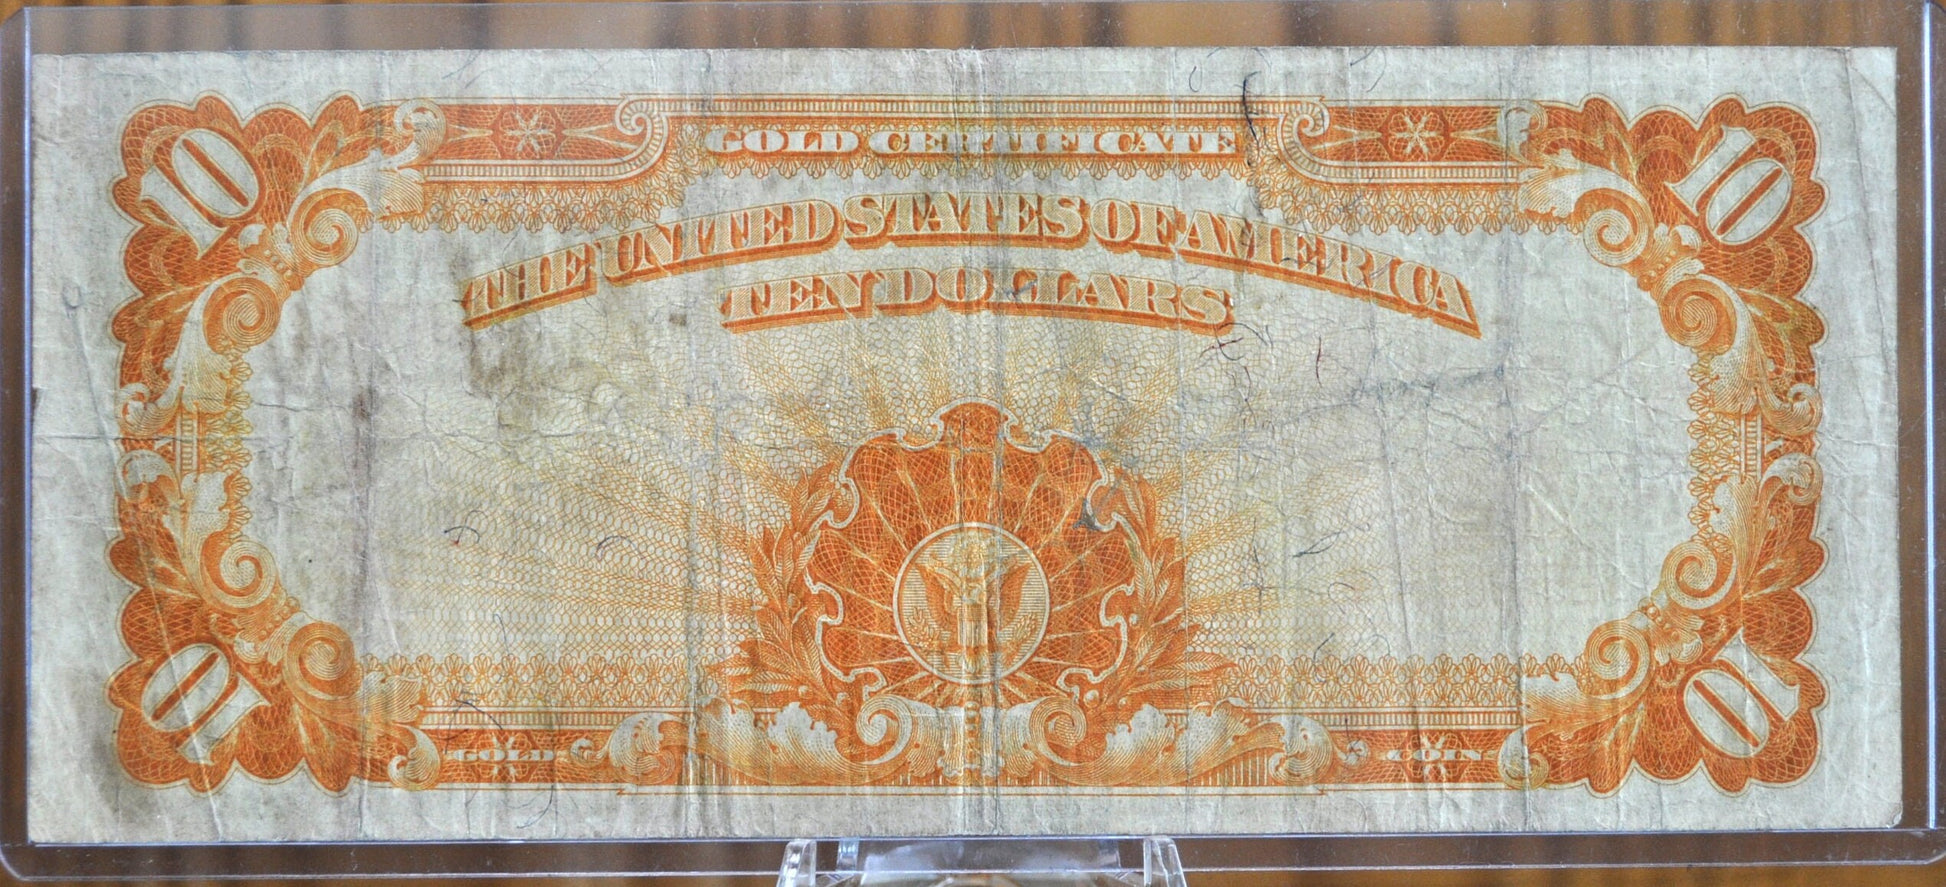 GOLD CERTIFICATE
10 10
THE UNITED STATES OF AMERICA
TEN DOLLARS
10 10
GOLD COIN